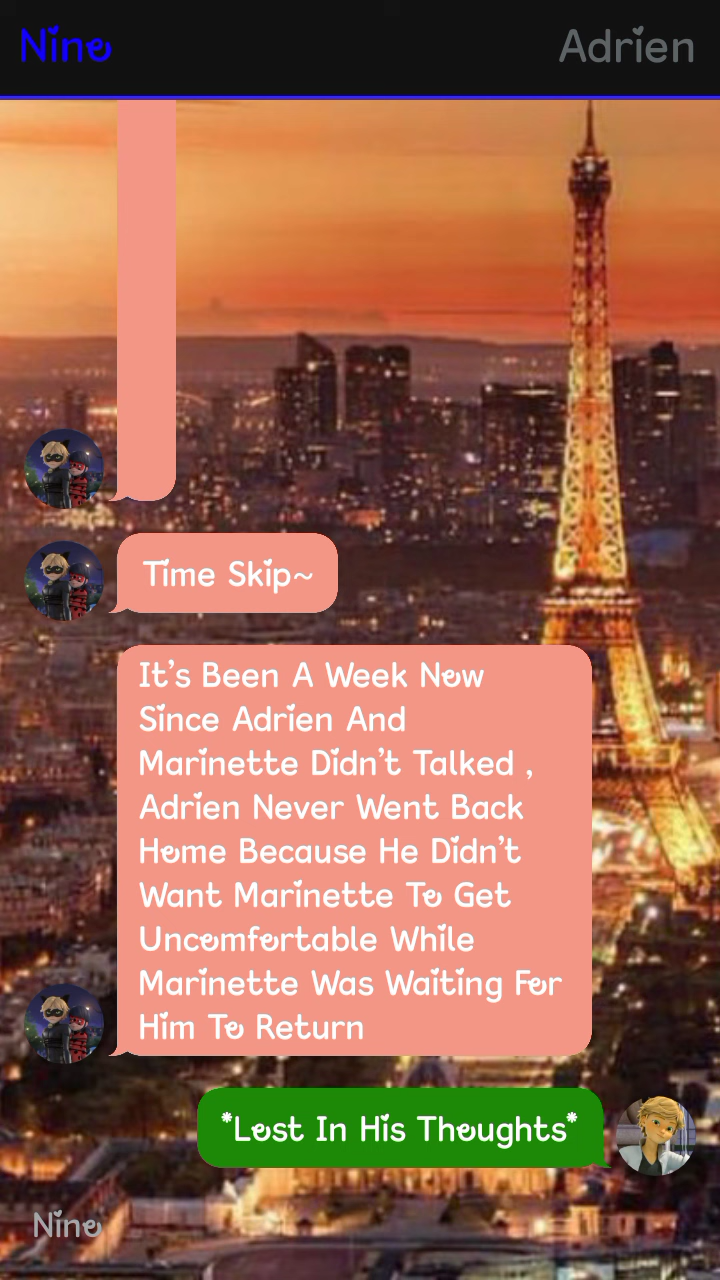 Nino
Adrien
Time Skip~
It's Been A Week Now
Since Adrien And
Marinette Didn't Talked ,
Adrien Never Went Back
Home Because He Didn't
Want Marinette To Get
Uncomfortable While
Marinette Was Waiting For
Him To Return
*Lost In His Thoughts*
Nino